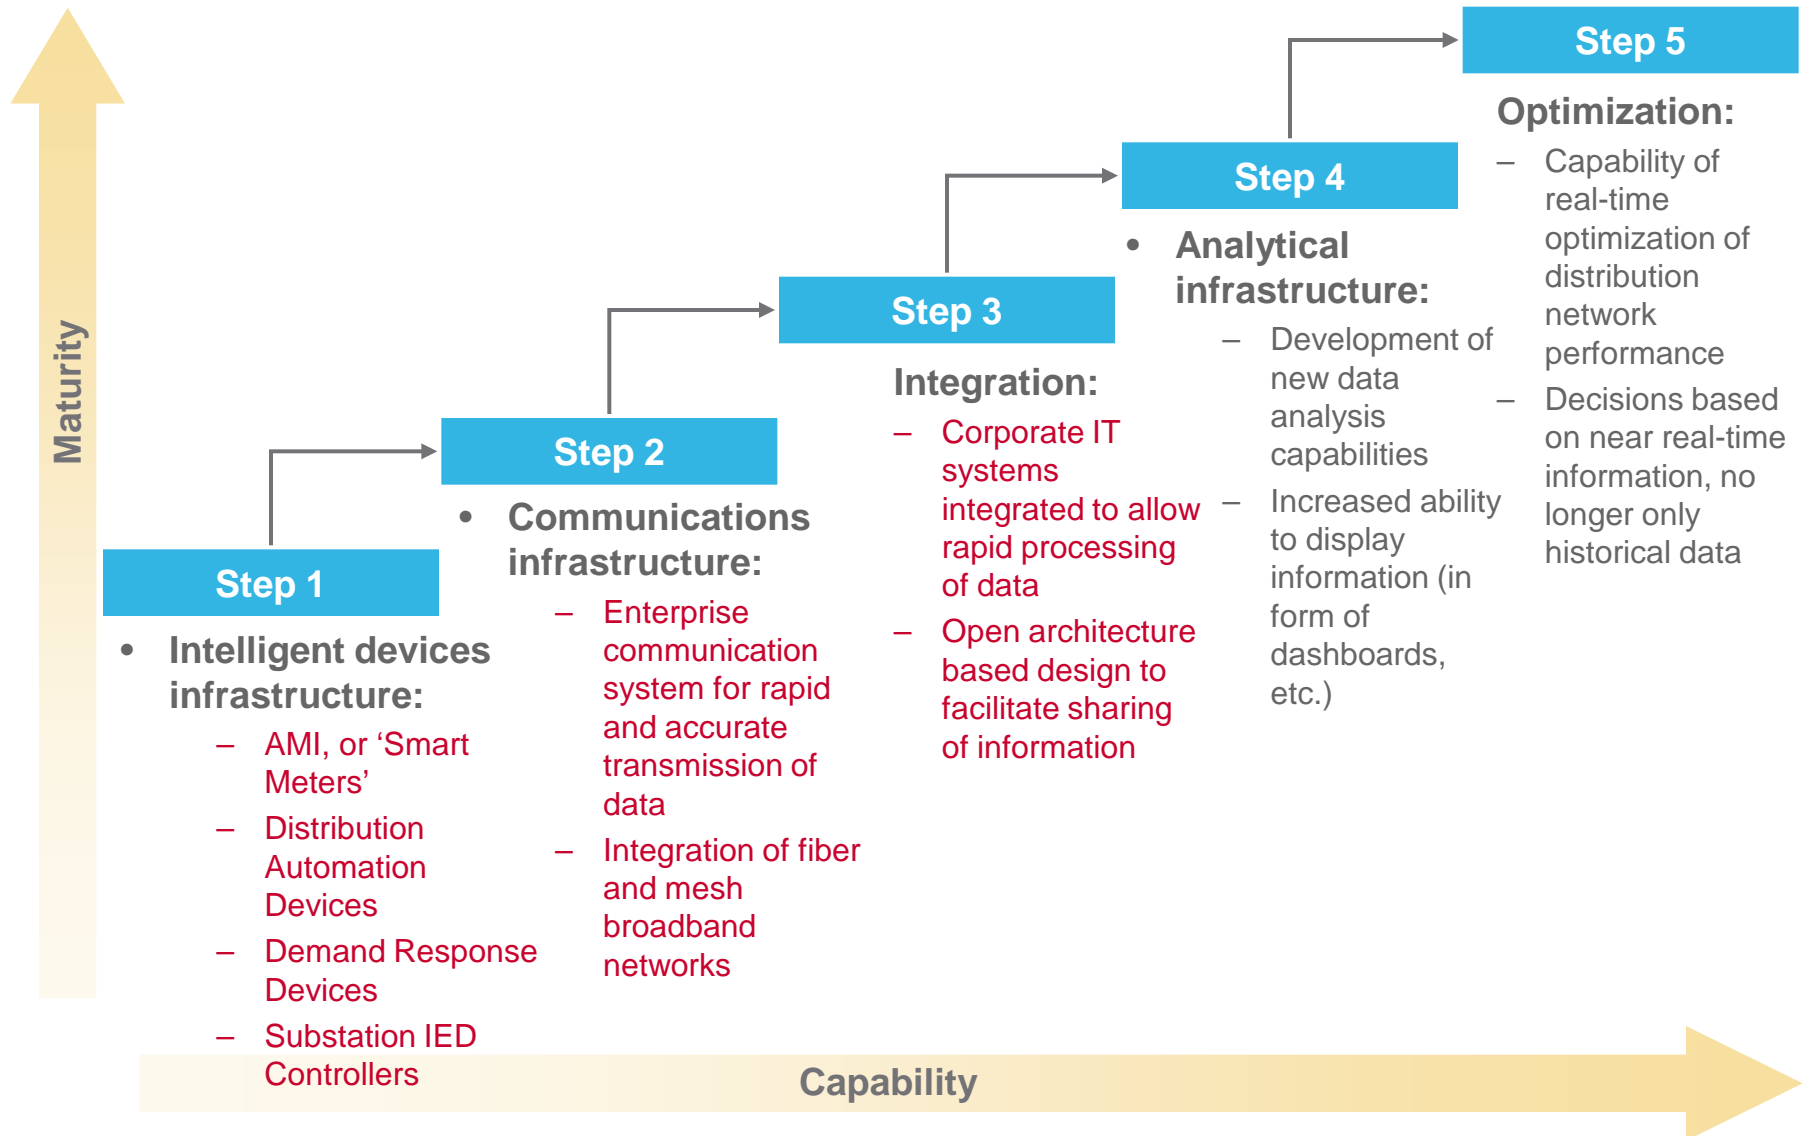 Maturity
Step 1
• Intelligent devices
infrastructure:
– AMI, or ‘Smart
Meters’
– Distribution
Automation
Devices
– Demand Response
Devices
– Substation IED
Controllers
Step 2
• Communications
infrastructure:
– Enterprise
communication
system for rapid
and accurate
transmission of
data
– Integration of fiber
and mesh
broadband
networks
Step 3
Integration:
– Corporate IT
systems
integrated to allow
rapid processing
of data
– Open architecture
based design to
facilitate sharing
of information
Step 4
• Analytical
infrastructure:
– Development of
new data
analysis
capabilities
– Increased ability
to display
information (in
form of
dashboards,
etc.)
Step 5
Optimization:
– Capability of
real-time
optimization of
distribution
network
performance
– Decisions based
on near real-time
information, no
longer only
historical data
Capability